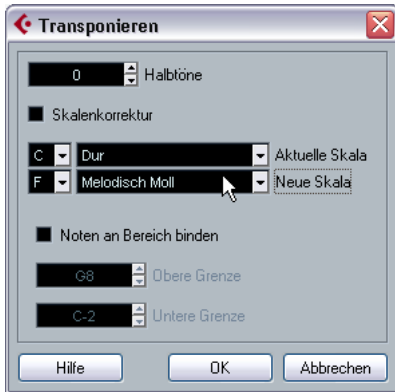 Transponieren
0 Halbtöne
Skalenkorrektur
C Dur Aktuelle Skala
F Melodisch Moll Neue Skala
Noten an Bereich binden
G8 Obere Grenze
C-2 Untere Grenze
Hilfe OK Abbrechen